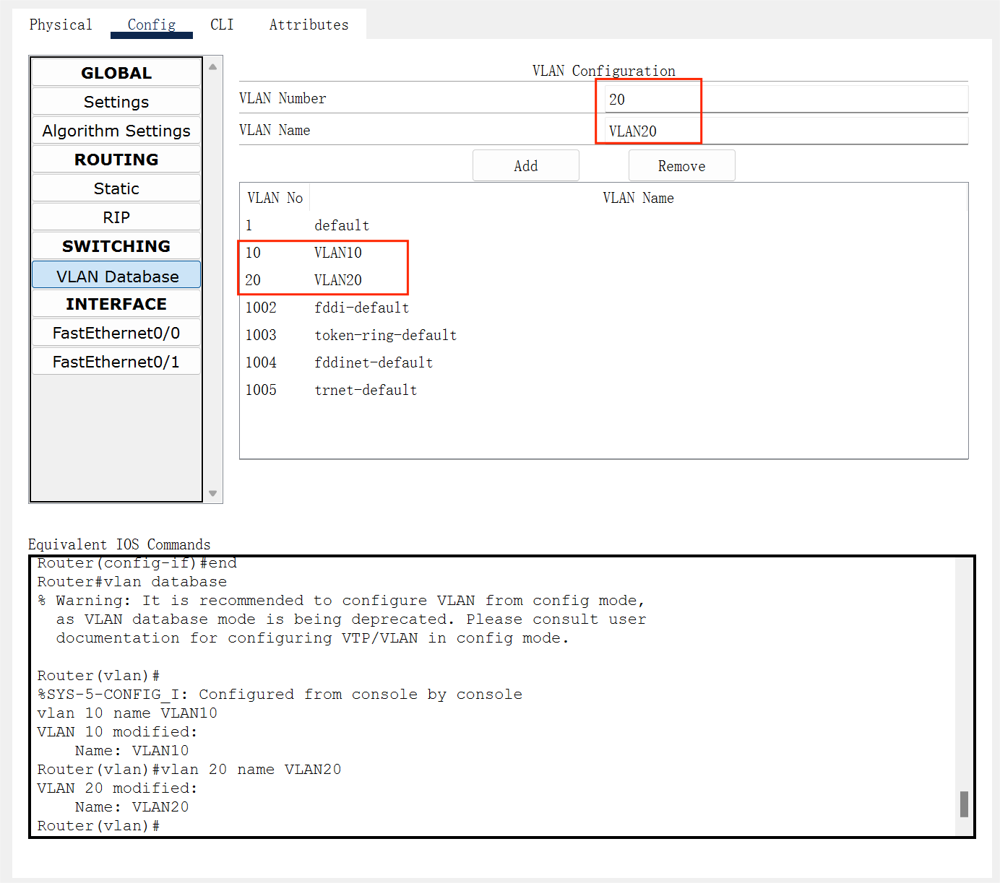 Physical Config CLI Attributes
GLOBAL
Settings
Algorithm Settings
ROUTING
Static
RIP
SWITCHING
VLAN Database
INTERFACE
FastEthernet0/0
FastEthernet0/1
VLAN Configuration
VLAN Number 20
VLAN Name VLAN20
Add Remove
VLAN No VLAN Name
1 default
10 VLAN10
20 VLAN20
1002 fddi-default
1003 token-ring-default
1004 fddinet-default
1005 trnet-default
Equivalent IOS Commands
Router(config-if)#end
Router#vlan database
% Warning: It is recommended to configure VLAN from config mode,
as VLAN database mode is being deprecated. Please consult user
documentation for configuring VTP/VLAN in config mode.
Router(vlan)#
%SYS-5-CONFIG_I: Configured from console by console
vlan 10 name VLAN10
VLAN 10 modified:
Name: VLAN10
Router(vlan)#vlan 20 name VLAN20
VLAN 20 modified:
Name: VLAN20
Router(vlan)#